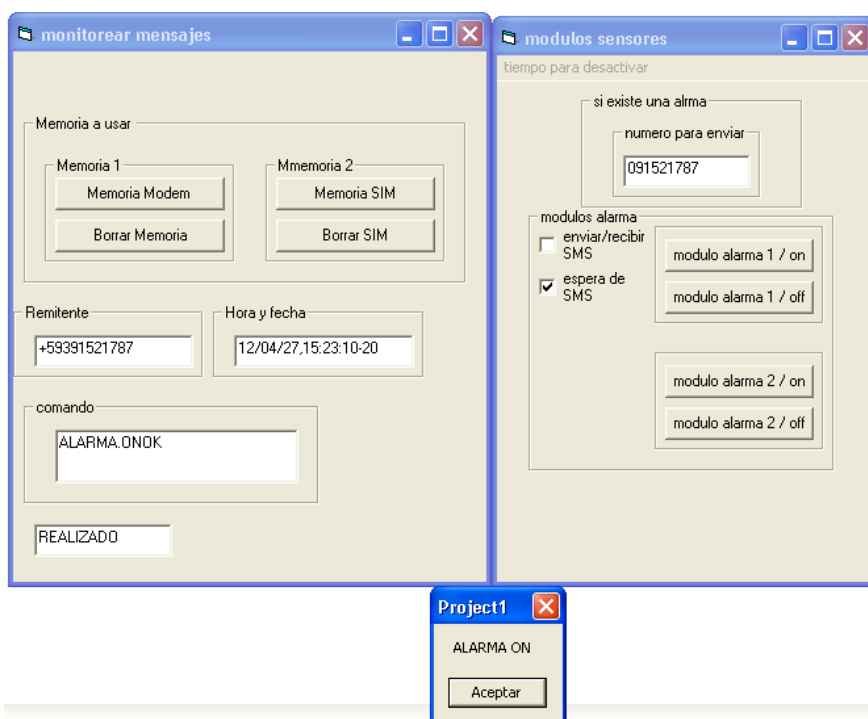 monitorear mensajes
Memoria a usar
Memoria 1
Memoria Modem
Borrar Memoria
Mmemoria 2
Memoria SIM
Borrar SIM
Remitente
+59391521787
Hora y fecha
12/04/27,15:23:10-20
comando
ALARMA.ONOK
REALIZADO
modulos sensores
tiempo para desactivar
si existe una alrma
numero para enviar
091521787
modulos alarma
enviar/recibir
SMS
espera de
SMS
modulo alarma 1 / on
modulo alarma 1 / off
modulo alarma 2 / on
modulo alarma 2 / off
Project1
ALARMA ON
Aceptar